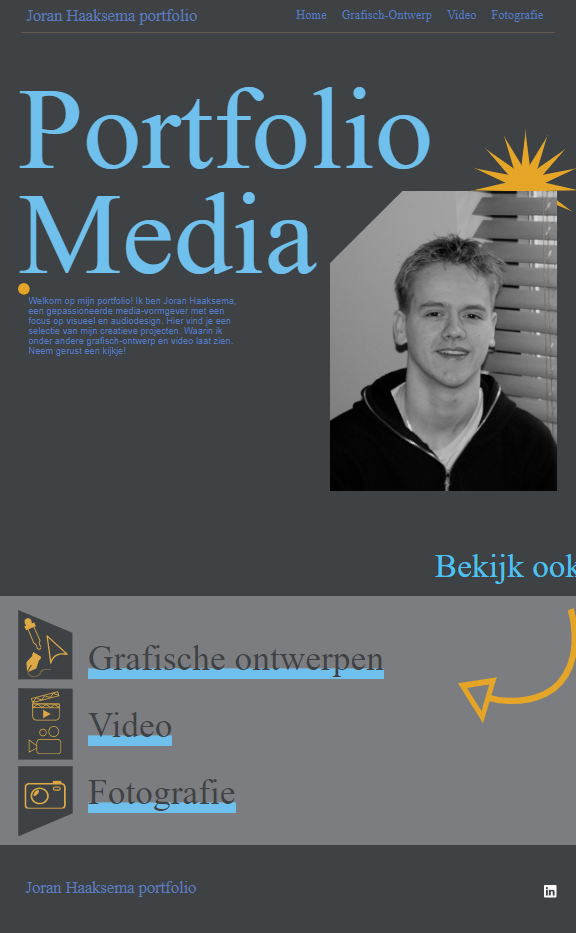 Joran Haaksema portfolio
Home Grafisch-Ontwerp Video Fotografie
Portfolio
Media
Welkom op mijn portfolio! Ik ben Joran Haaksema,
een gepassioneerde media-vormgever met een
focus op visueel en audiodesign. Hier vind je een
selectie van mijn creatieve projecten. Waarin ik
onder andere grafisch-ontwerp en video laat zien.
Neem gerust een kijkje!
Bekijk ook
Grafische ontwerpen
Video
Fotografie
Joran Haaksema portfolio
in